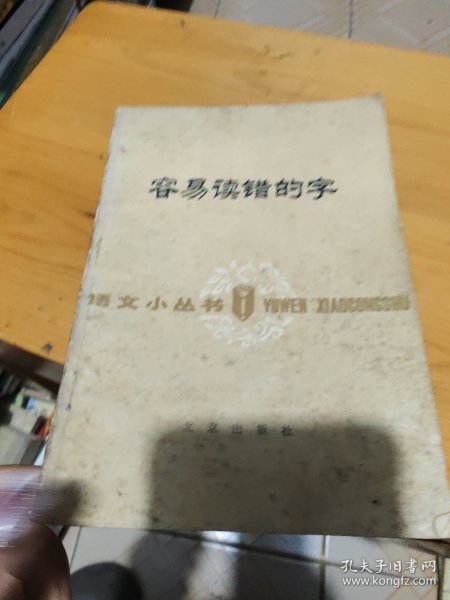 容易读错的字
语文小丛书 YUWEN XIAOCONGSHU
北京出版社
孔夫子旧书网
www.kongfz.com